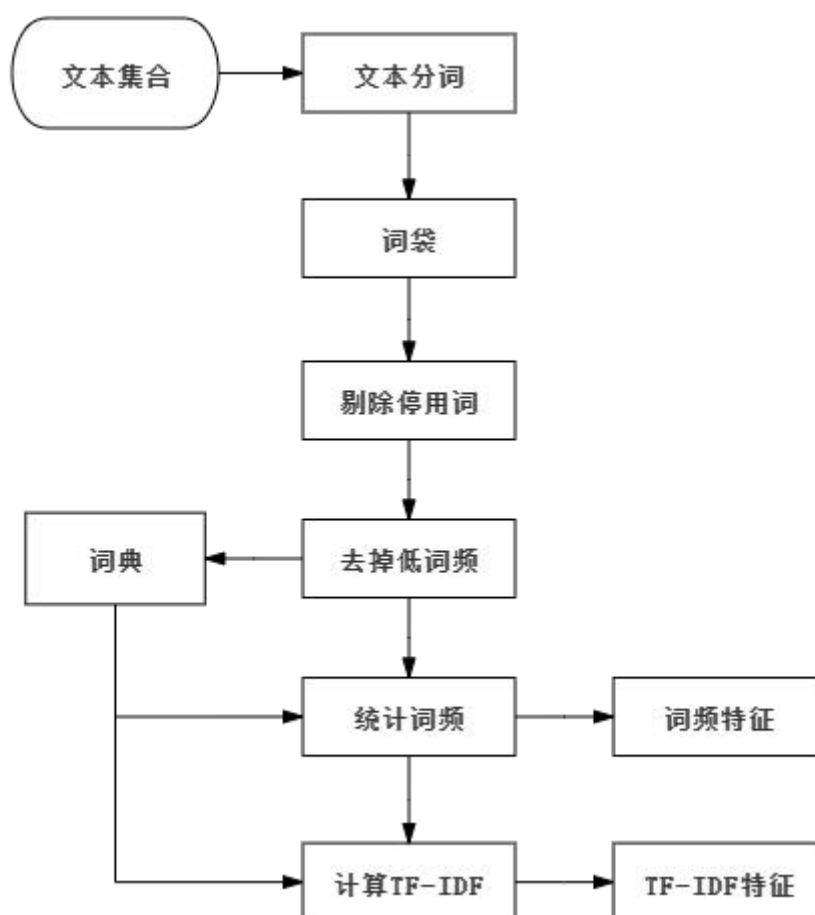 文本集合
文本分词
词袋
剔除停用词
词典
去掉低词频
统计词频
词频特征
计算TF-IDF
TF-IDF特征